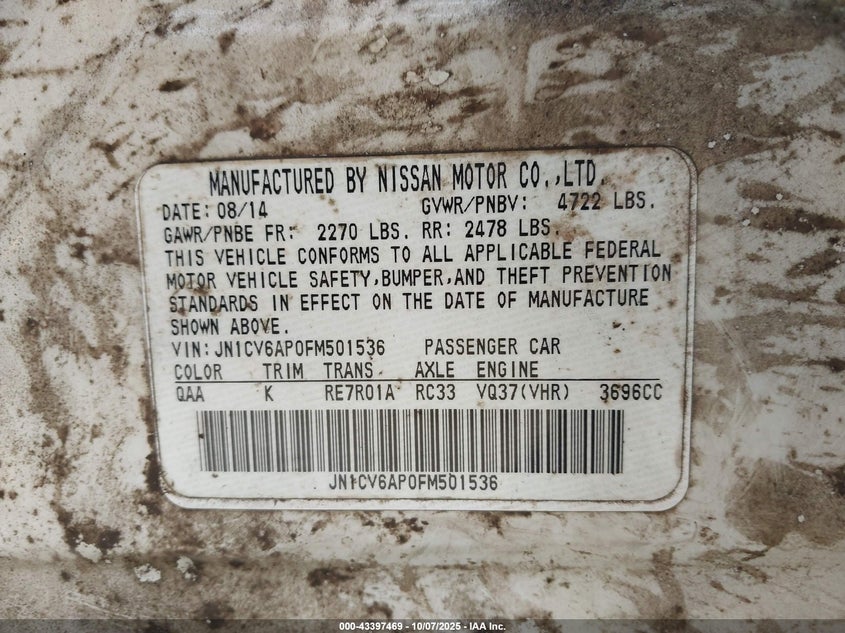 MANUFACTURED BY NISSAN MOTOR CO.,LTD.
DATE: 08/14 GVWR/PNBV: 4722 LBS.
GAWR/PNBE FR: 2270 LBS. RR: 2478 LBS.
THIS VEHICLE CONFORMS TO ALL APPLICABLE FEDERAL
MOTOR VEHICLE SAFETY,BUMPER,AND THEFT PREVENTION
STANDARDS IN EFFECT ON THE DATE OF MANUFACTURE
SHOWN ABOVE.
VIN:JN1CV6AP0FM501536 PASSENGER CAR
COLOR TRIM TRANS AXLE ENGINE
QAA K RE7R01A RC33 VQ37(VHR) 3696CC
JN1CV6AP0FM501536
000-43397469 - 10/07/2025 - IAA Inc.